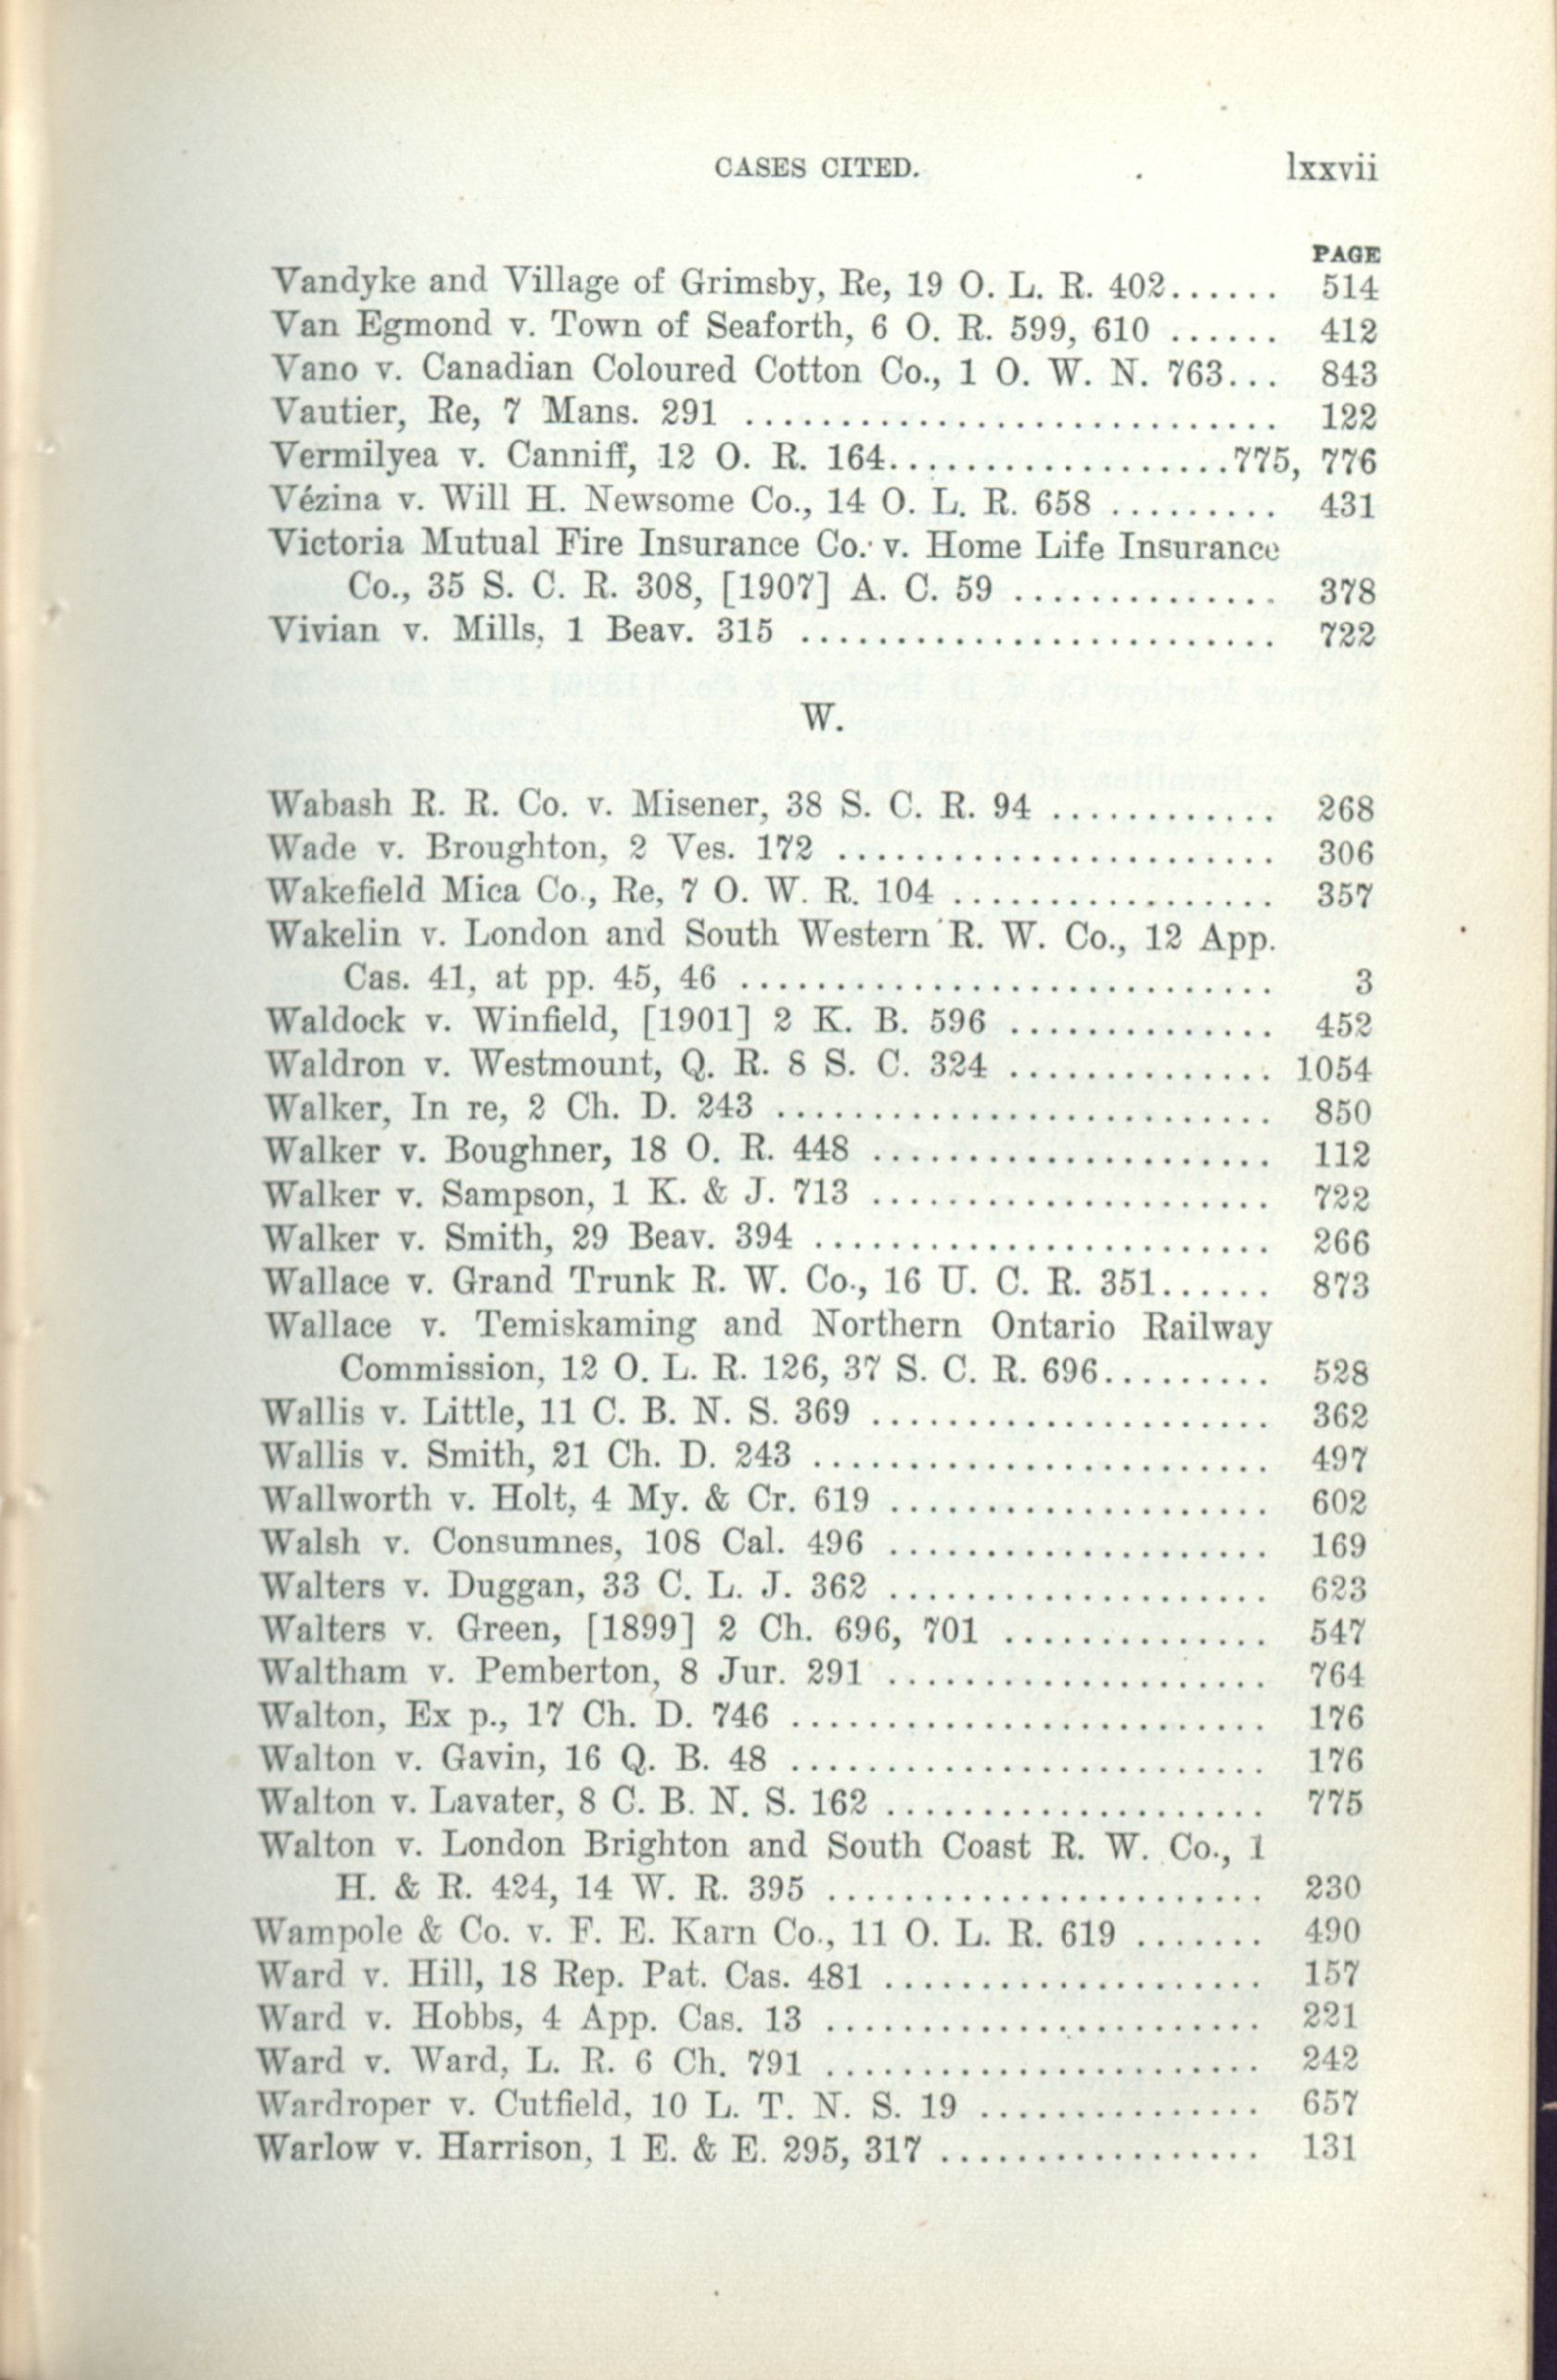 CASES CITED. lxxvii
PAGE
Vandyke and Village of Grimsby, Re, 19 O. L. R. 402...... 514
Van Egmond v. Town of Seaforth, 6 O. R. 599, 610 ...... 412
Vano v. Canadian Coloured Cotton Co., 1 O. W. N. 763... 843
Vautier, Re, 7 Mans. 291 ............................ 122
Vermilyea v. Canniff, 12 O. R. 164..................775, 776
Vézina v. Will H. Newsome Co., 14 O. L. R. 658 ......... 431
Victoria Mutual Fire Insurance Co. v. Home Life Insurance
Co., 35 S. C. R. 308, [1907] A. C. 59 .............. 378
Vivian v. Mills, 1 Beav. 315 ......................... 722
W.
Wabash R. R. Co. v. Misener, 38 S. C. R. 94 ............ 268
Wade v. Broughton, 2 Ves. 172 ....................... 306
Wakefield Mica Co., Re, 7 O. W. R. 104 ................. 357
Wakelin v. London and South Western R. W. Co., 12 App.
Cas. 41, at pp. 45, 46 ............................ 3
Waldock v. Winfield, [1901] 2 K. B. 596 .............. 452
Waldron v. Westmount, Q. R. 8 S. C. 324 .............. 1054
Walker, In re, 2 Ch. D. 243 .......................... 850
Walker v. Boughner, 18 O. R. 448 ..................... 112
Walker v. Sampson, 1 K. & J. 713 ..................... 722
Walker v. Smith, 29 Beav. 394 ........................ 266
Wallace v. Grand Trunk R. W. Co., 16 U. C. R. 351...... 873
Wallace v. Temiskaming and Northern Ontario Railway
Commission, 12 O. L. R. 126, 37 S. C. R. 696......... 528
Wallis v. Little, 11 C. B. N. S. 369 ..................... 362
Wallis v. Smith, 21 Ch. D. 243 ........................ 497
Wallworth v. Holt, 4 My. & Cr. 619 .................... 602
Walsh v. Consumnes, 108 Cal. 496 .................... 169
Walters v. Duggan, 33 C. L. J. 362 .................... 623
Walters v. Green, [1899] 2 Ch. 696, 701 .............. 547
Waltham v. Pemberton, 8 Jur. 291 .................... 764
Walton, Ex p., 17 Ch. D. 746 ......................... 176
Walton v. Gavin, 16 Q. B. 48 ......................... 176
Walton v. Lavater, 8 C. B. N. S. 162 .................... 775
Walton v. London Brighton and South Coast R. W. Co., 1
H. & R. 424, 14 W. R. 395 ....................... 230
Wampole & Co. v. F. E. Karn Co., 11 O. L. R. 619 ....... 490
Ward v. Hill, 18 Rep. Pat. Cas. 481 .................... 157
Ward v. Hobbs, 4 App. Cas. 13 ....................... 221
Ward v. Ward, L. R. 6 Ch. 791 ....................... 242
Wardroper v. Cutfield, 10 L. T. N. S. 19 ............... 657
Warlow v. Harrison, 1 E. & E. 295, 317 ................. 131